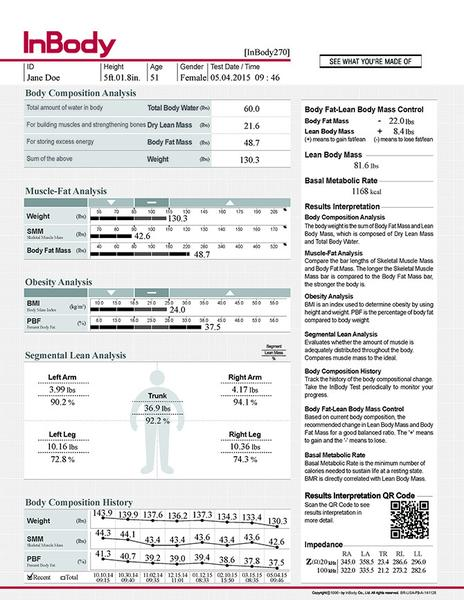 InBody
[InBody270]
SEE WHAT YOU'RE MADE OF
ID Height Age Gender Test Date / Time
Jane Doe 5ft.01.8in. 51 Female 05.04.2015 09 : 46
Body Composition Analysis
Total amount of water in body Total Body Water (lbs) 60.0
For building muscles and strengthening bones Dry Lean Mass (lbs) 21.6
For storing excess energy Body Fat Mass (lbs) 48.7
Sum of the above Weight (lbs) 130.3
Muscle-Fat Analysis
Weight (lbs) 55 70 85 100 115 130 145 160 175 190 205 %
130.3
SMM (lbs) 70 80 90 100 110 120 130 140 150 160 170 %
Skeletal Muscle Mass
42.6
Body Fat Mass (lbs) 40 60 80 100 160 220 280 340 400 460 520 %
48.7
Obesity Analysis
BMI (kg/m²) 10.0 15.0 18.5 22.0 25.0 30.0 35.0 40.0 45.0 50.0 55.0
Body Mass Index
24.0
PBF (%)
Percent Body Fat
37.5
Segmental Lean Analysis
Segment
Lean Mass
%
Left Arm
3.99 lbs
90.2 %
Right Arm
4.17 lbs
94.1%
Trunk
36.9 lbs
92.2 %
Left Leg
10.16 lbs
72.8 %
Right Leg
10.36 lbs
74.3%
Body Composition History
Weight (lbs) 143.9 139.9 137.6 136.2 137.3 134.3 133.4 130.3
SMM (lbs) 44.3 44.1 43.4 43.4 43.4 43.4 43.6 42.6
Skeletal Muscle Mass
PBF (%) 41.3 40.7 39.2 39.0 39.4 38.6 37.8 37.5
Percent Body Fat
Recent Total 10.10.14 10.30.14 11.02.14 12.15.14 01.12.15 02.10.15 03.15.15 05.04.15
09:15 09:40 09:35 11:01 08:33 15:50 08:35 09:46
Body Fat-Lean Body Mass Control
Body Fat Mass - 22.0 lbs
Lean Body Mass + 8.4 lbs
(+) means to gain fat/lean (-) means to lose fat/lean
Lean Body Mass
81.6 lbs
Basal Metabolic Rate
1168 kcal
Results Interpretation
Body Composition Analysis
The body weight is the sum of Body Fat Mass and Lean
Body Mass, which is composed of Dry Lean Mass
and Total Body Water.
Muscle-Fat Analysis
Compare the bar lengths of Skeletal Muscle Mass
and Body Fat Mass. The longer the Skeletal Muscle
Mass bar is compared to the Body Fat Mass bar,
the stronger the body is.
Obesity Analysis
BMI is an index used to determine obesity by using
height and weight. PBF is the percentage of body fat
compared to body weight.
Segmental Lean Analysis
Evaluates whether the amount of muscle is
adequately distributed throughout the body.
Compares muscle mass to the ideal.
Body Composition History
Track the history of the body compositional change.
Take the InBody Test periodically to monitor your
progress.
Body Fat-Lean Body Mass Control
Based on current body composition, the
recommended change in Lean Body Mass and Body
Fat Mass for a good balanced ratio. The '+' means
to gain and the '-' means to lose.
Basal Metabolic Rate
Basal Metabolic Rate is the minimum number of
calories needed to sustain life at a resting state.
BMR is directly correlated with Lean Body Mass.
Results Interpretation QR Code
Scan the QR Code to see
results interpretation in
more detail.
Impedance
RA LA TR RL LL
Z(Ω) 20 kHz 345.0 358.5 23.4 286.6 296.0
100 kHz 322.0 335.5 21.2 273.2 282.6